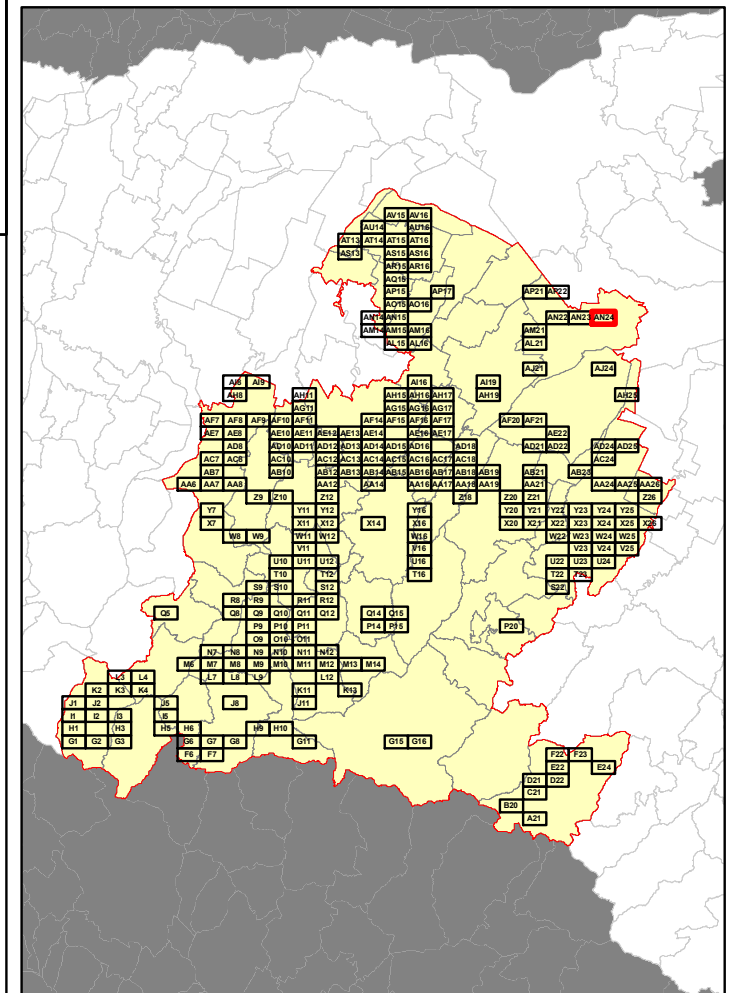 AV15 AV16
AU14 AU16
AT13 AT14 AT15 AT16
AS13 AS15 AS16
AR15 AR16
AQ15
AP15 AP17 AP21 AP22
AO15 AO16
AN14 AN15 AN22 AN23 AN24
AM14 AM15 AM16 AM21
AL15 AL16 AL21
AJ21 AJ24
AI8 AI9 AI16 AI19
AH8 AH11 AH15 AH16 AH17 AH19 AH25
AG11 AG15 AG16 AG17
AF7 AF8 AF9 AF10 AF11 AF14 AF15 AF16 AF17 AF20 AF21
AE7 AE8 AE10 AE11 AE12 AE13 AE14 AE16 AE17 AE22
AD8 AD10 AD11 AD12 AD13 AD14 AD15 AD16 AD18 AD21 AD22 AD24 AD25
AC7 AC8 AC10 AC12 AC13 AC14 AC15 AC16 AC17 AC18 AC24
AB7 AB10 AB12 AB13 AB14 AB15 AB16 AB17 AB18 AB19 AB21 AB23
AA6 AA7 AA8 AA12 AA14 AA16 AA17 AA18 AA19 AA21 AA24 AA25 AA26
Z9 Z10 Z12 Z18 Z20 Z21 Z26
Y7 Y11 Y12 Y16 Y20 Y21 Y22 Y23 Y24 Y25
X7 X11 X12 X14 X16 X20 X21 X22 X23 X24 X25 X26
W8 W9 W11 W12 W16 W22 W23 W24 W25
V11 V16 V23 V24 V25
U10 U11 U12 U16 U22 U23 U24
T10 T12 T16 T22 T23
S9 S10 S12 S22
R8 R9 R11 R12
Q5 Q8 Q9 Q10 Q11 Q12 Q14 Q15
P9 P10 P11 P14 P15 P20
O9 O10 O11
N7 N8 N9 N10 N11 N12
M6 M7 M8 M9 M10 M11 M12 M13 M14
L3 L4 L7 L8 L9 L12
K2 K3 K4 K11 K13
J1 J2 J5 J8 J11
I1 I2 I3 I5
H1 H3 H5 H6 H9 H10
G1 G2 G3 G6 G7 G8 G11 G15 G16
F6 F7 F22 F23
E22 E24
D21 D22
C21
B20
A21